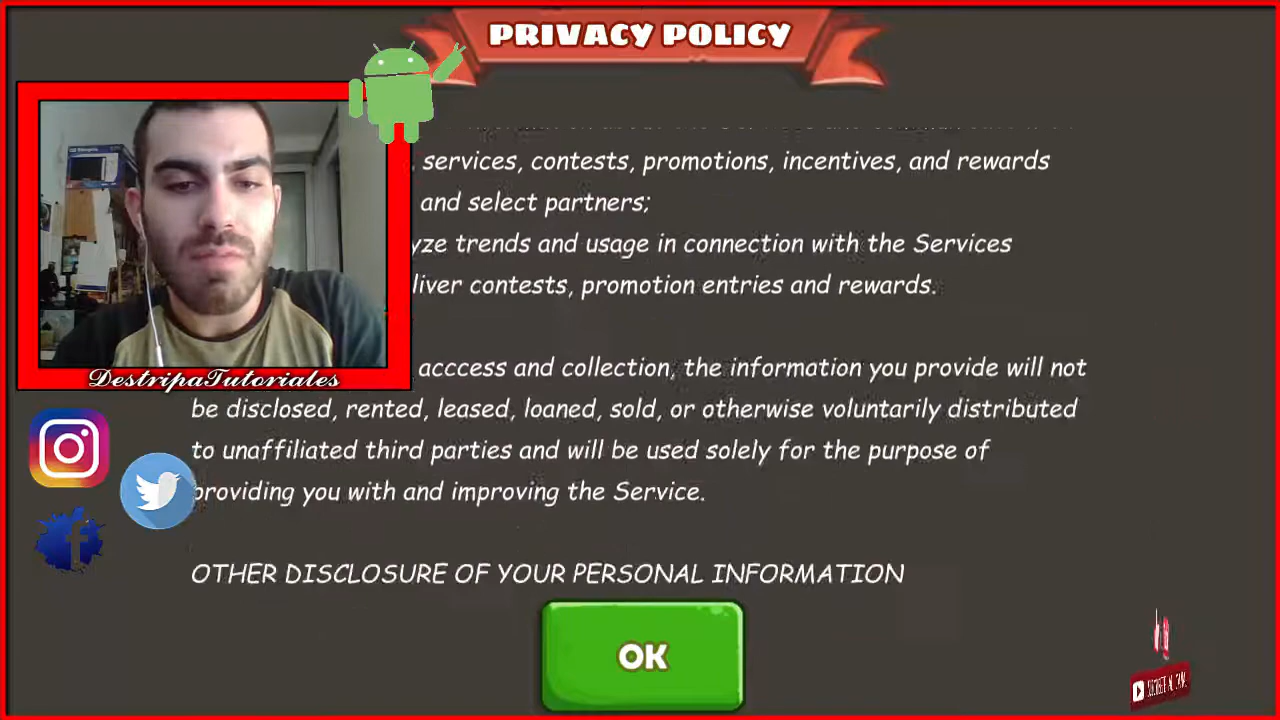 PRIVACY POLICY
services, contests, promotions, incentives, and rewards
and select partners;
yze trends and usage in connection with the Services
liver contests, promotion entries and rewards.
acccess and collection, the information you provide will not
be disclosed, rented, leased, loaned, sold, or otherwise voluntarily distributed
to unaffiliated third parties and will be used solely for the purpose of
providing you with and improving the Service.
OTHER DISCLOSURE OF YOUR PERSONAL INFORMATION
OK
DestripaTutoriales